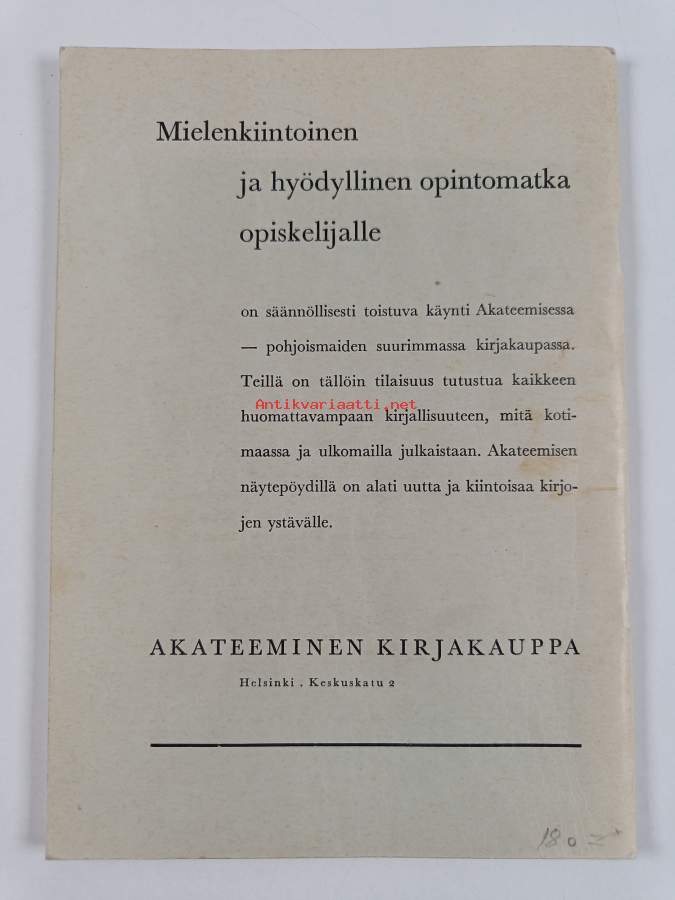 Mielenkiintoinen
ja hyödyllinen opintomatka
opiskelijalle
on säännöllisesti toistuva käynti Akateemisessa
— pohjoismaiden suurimmassa kirjakaupassa.
Teillä on tällöin tilaisuus tutustua kaikkeen
Antikvariaatti.net
huomattavampaan kirjallisuuteen, mitä koti-
maassa ja ulkomailla julkaistaan. Akateemisen
näytepöydillä on alati uutta ja kiintoisaa kirjo-
jen ystävälle.
AKATEEMINEN KIRJAKAUPPA
Helsinki . Keskuskatu 2